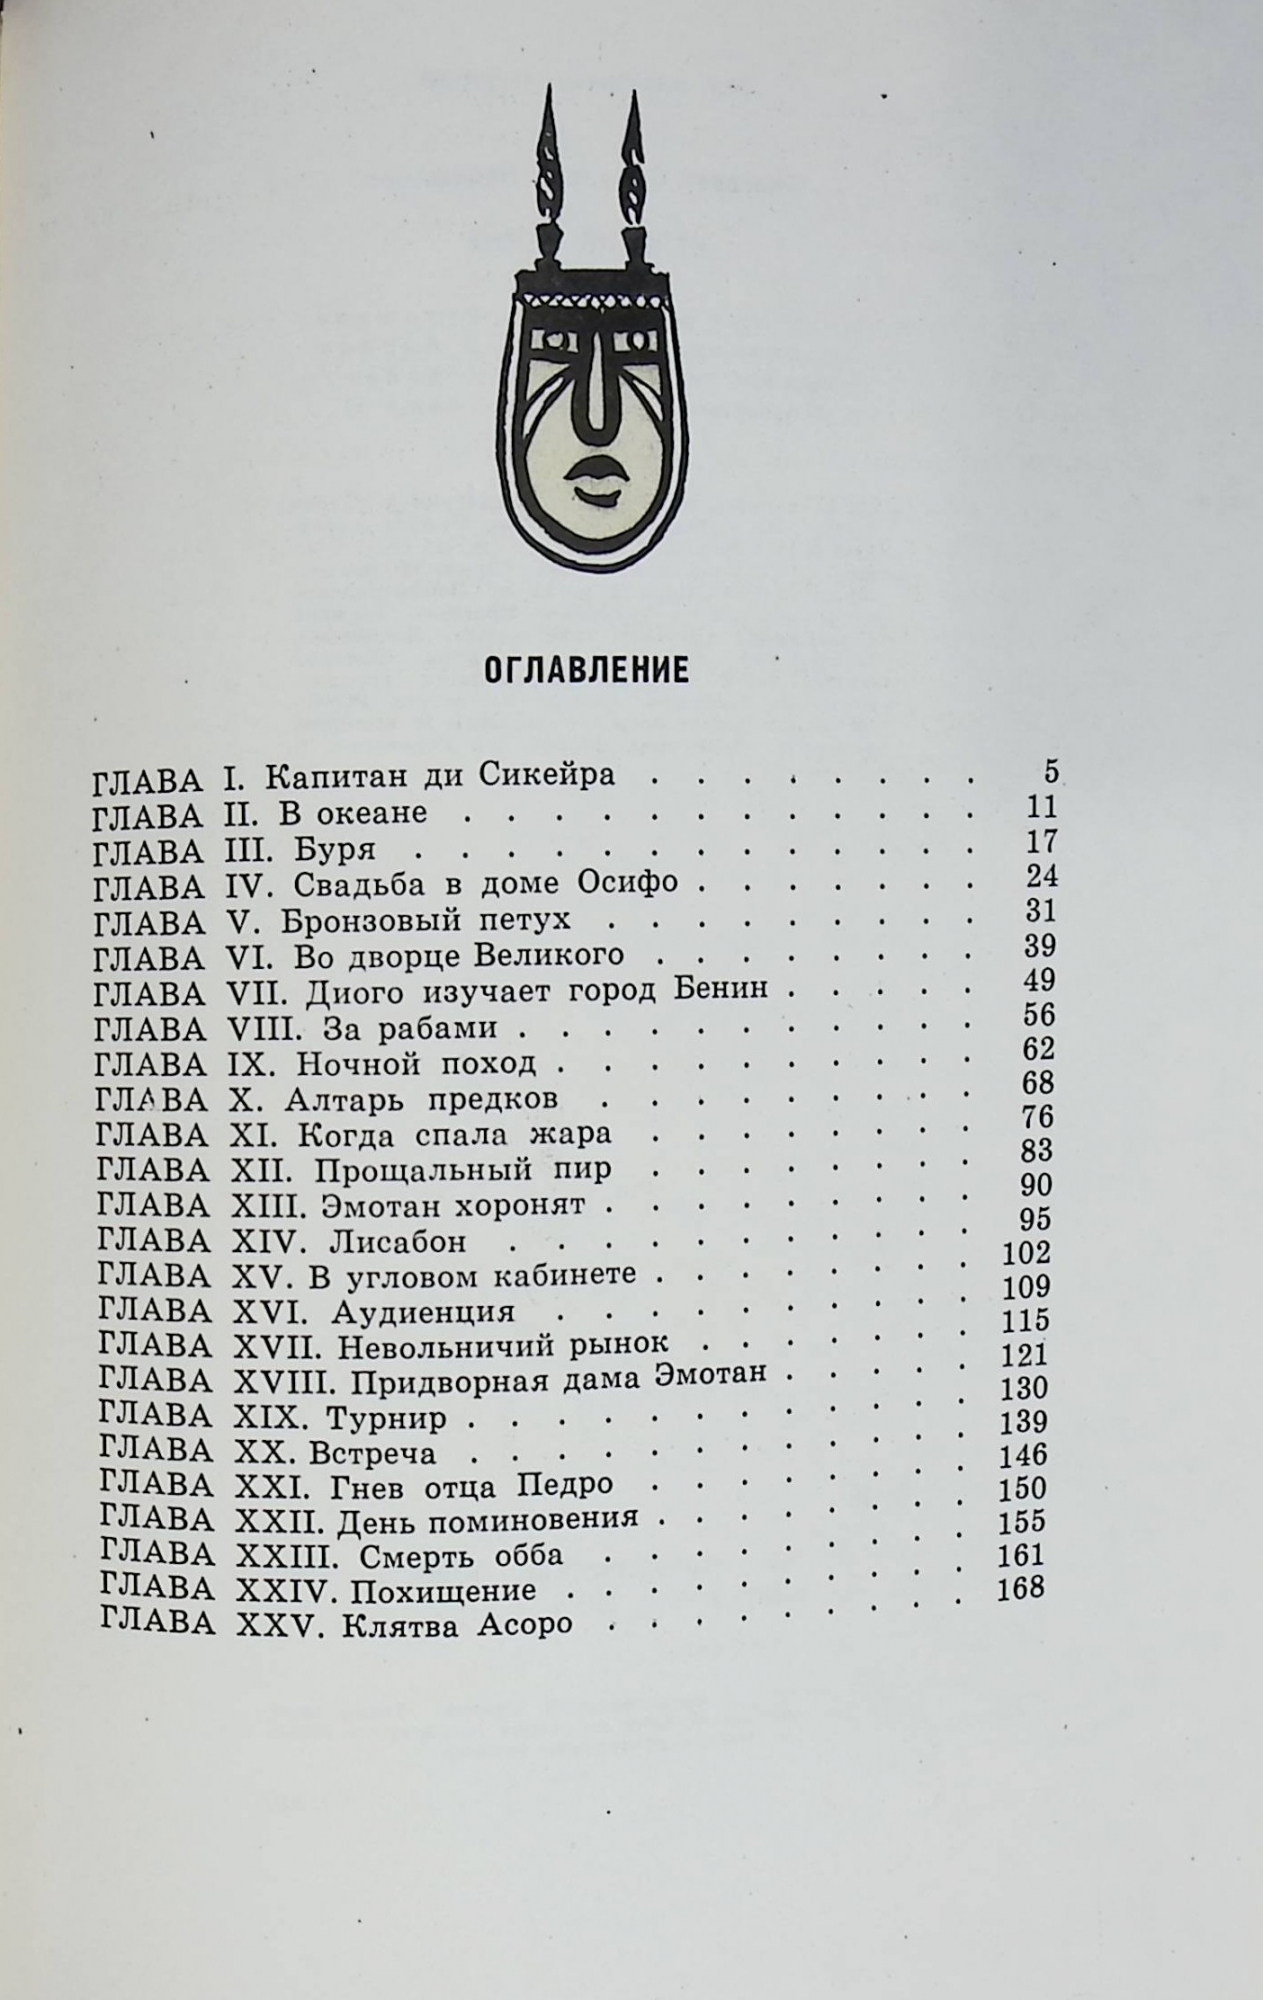 ОГЛАВЛЕНИЕ
ГЛАВА I. Капитан ди Сикейра . . . . . . . . 5
ГЛАВА II. В океане . . . . . . . . . . . . 11
ГЛАВА III. Буря . . . . . . . . . . . . . 17
ГЛАВА IV. Свадьба в доме Осифо . . . . . . . 24
ГЛАВА V. Бронзовый петух . . . . . . . . . 31
ГЛАВА VI. Во дворце Великого . . . . . . . . 39
ГЛАВА VII. Диого изучает город Бенин . . . . . 49
ГЛАВА VIII. За рабами . . . . . . . . . . . 56
ГЛАВА IX. Ночной поход . . . . . . . . . . 62
ГЛАВА X. Алтарь предков . . . . . . . . . 68
ГЛАВА XI. Когда спала жара . . . . . . . . 76
ГЛАВА XII. Прощальный пир . . . . . . . . 83
ГЛАВА XIII. Эмотан хоронят . . . . . . . . . 90
ГЛАВА XIV. Лисабон . . . . . . . . . . . 95
ГЛАВА XV. В угловом кабинете . . . . . . . . 102
ГЛАВА XVI. Аудиенция . . . . . . . . . . 109
ГЛАВА XVII. Невольничий рынок . . . . . . . 115
ГЛАВА XVIII. Придворная дама Эмотан . . . . . 121
ГЛАВА XIX. Турнир . . . . . . . . . . . . 130
ГЛАВА XX. Встреча . . . . . . . . . . . . 139
ГЛАВА XXI. Гнев отца Педро . . . . . . . . 146
ГЛАВА XXII. День поминовения . . . . . . . . 150
ГЛАВА XXIII. Смерть обба . . . . . . . . . 155
ГЛАВА XXIV. Похищение . . . . . . . . . . 161
ГЛАВА XXV. Клятва Асоро . . . . . . . . . 168